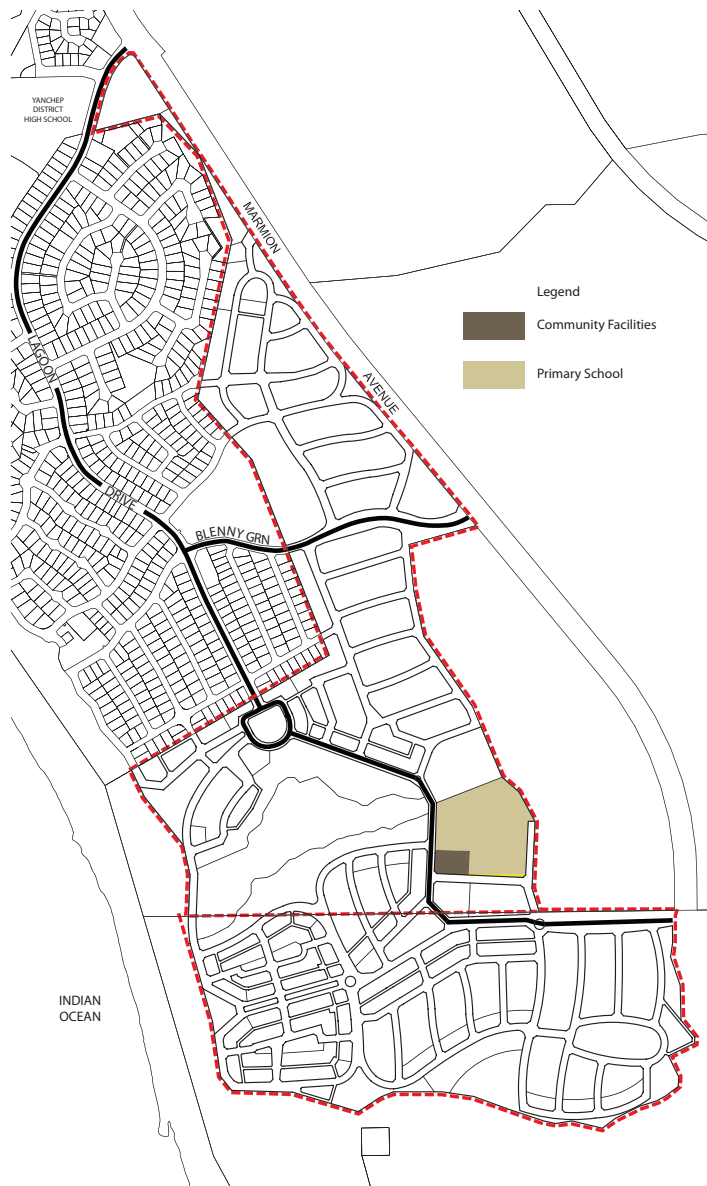 YANCHEP
DISTRICT
HIGH SCHOOL
MARMION
AVENUE
Legend
Community Facilities
Primary School
LAGOON
DRIVE
BLENNY GRN
INDIAN
OCEAN